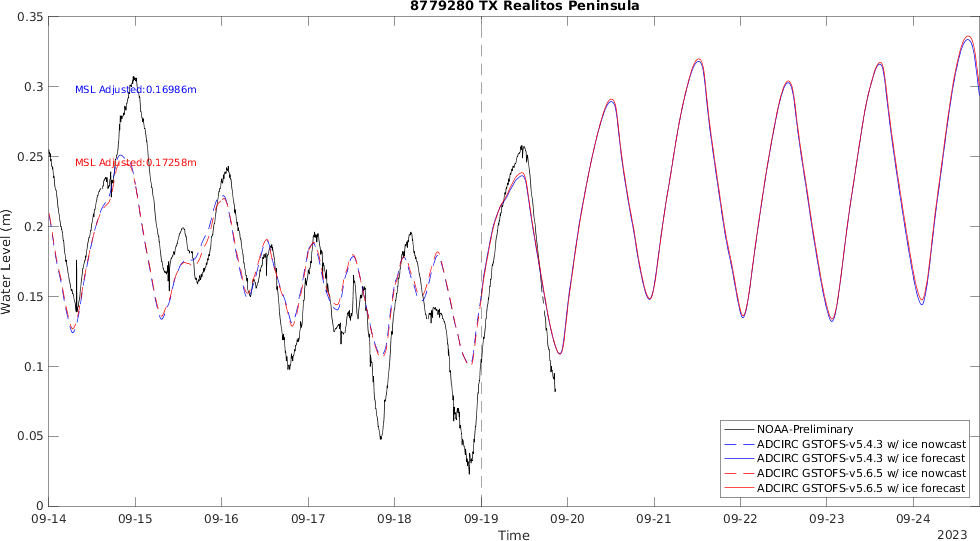 8779280 TX Realitos Peninsula
0.35
0.3
0.25
0.2
0.15
0.1
0.05
0
Water Level (m)
MSL Adjusted:0.16986m
MSL Adjusted:0.17258m
NOAA-Preliminary
ADCIRC GSTOFS-v5.4.3 w/ ice nowcast
ADCIRC GSTOFS-v5.4.3 w/ ice forecast
ADCIRC GSTOFS-v5.6.5 w/ ice nowcast
ADCIRC GSTOFS-v5.6.5 w/ ice forecast
09-14 09-15 09-16 09-17 09-18 09-19 09-20 09-21 09-22 09-23 09-24
Time
2023